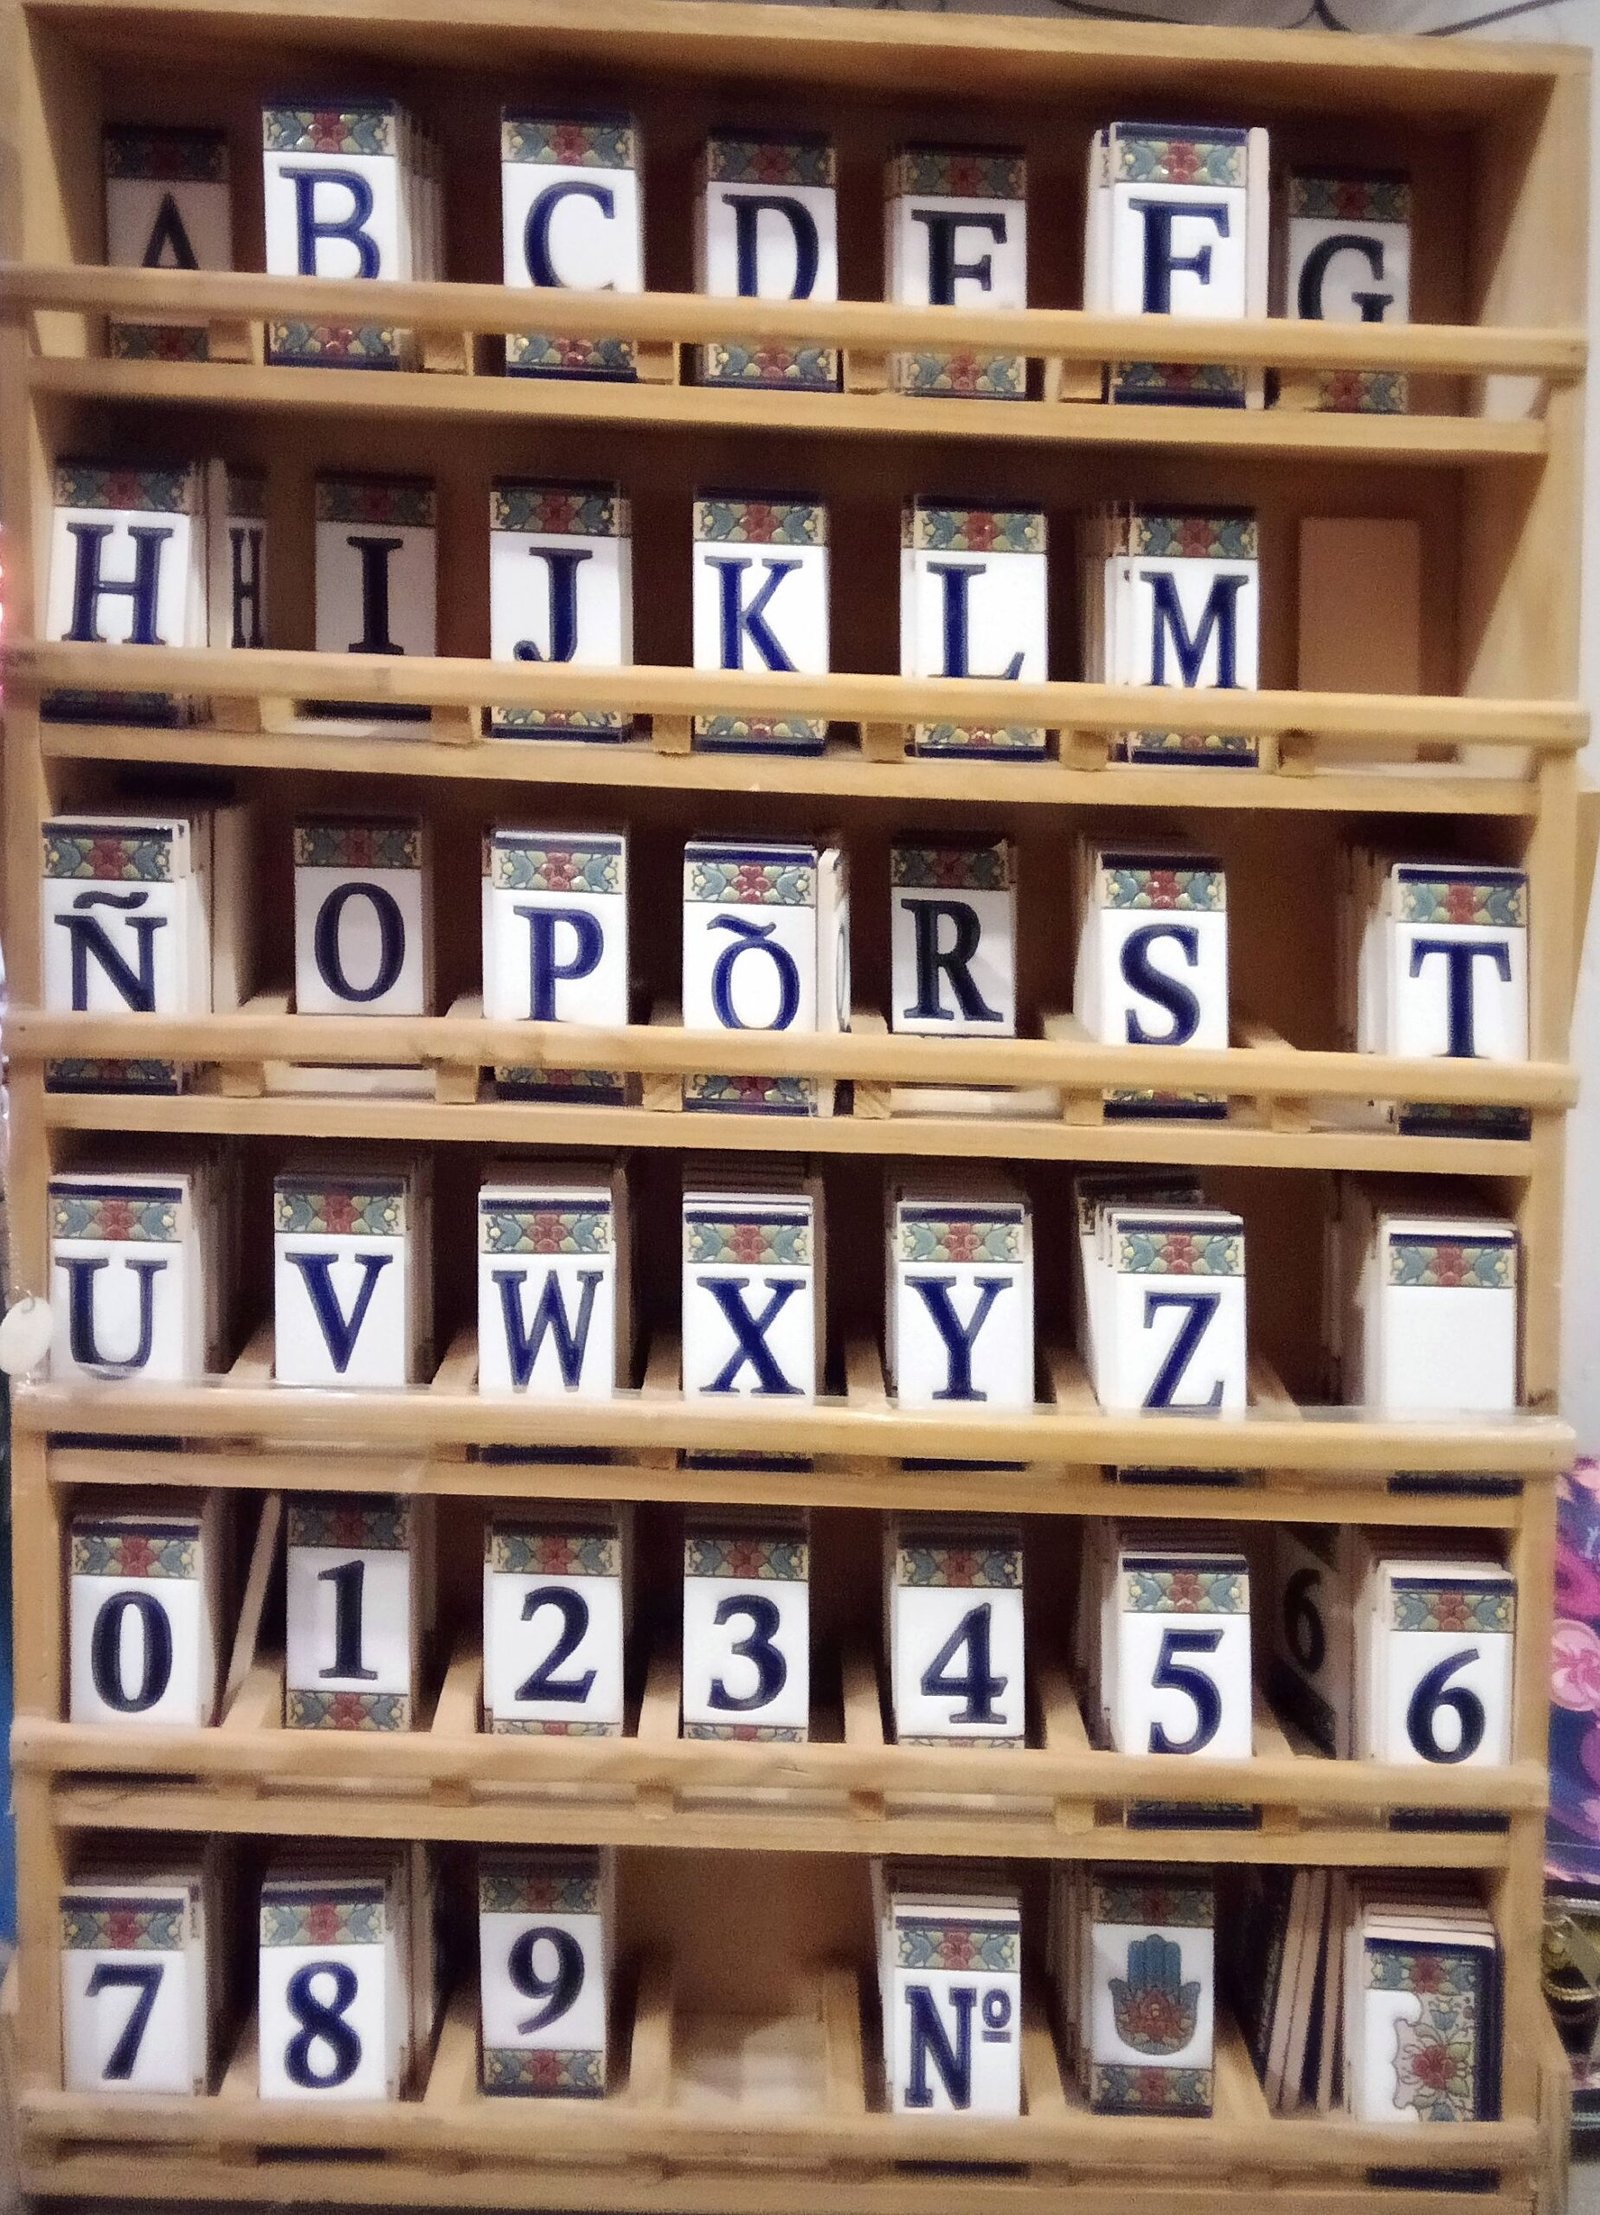 A B C D E F G
H H I J K L M
Ñ O P Q R S T
U V W X Y Z
0 1 2 3 4 5 6 6
7 8 9 Nº